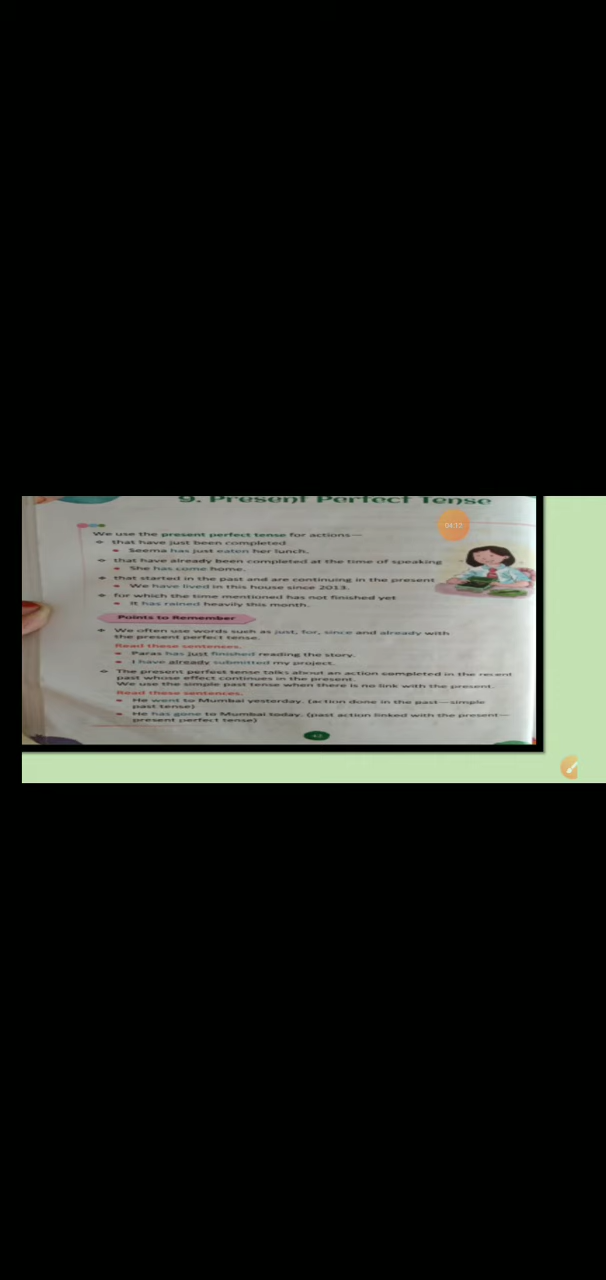 9. Present Perfect Tense
04:13
We use the present perfect tense for actions—
that have just been completed
Seema has just eaten her lunch.
that have already been completed at the time of speaking
She has come home.
that started in the past and are continuing in the present
We have lived in this house since 2013.
for which the time mentioned has not finished yet
It has rained heavily this month.
Points to Remember
We often use words such as just, for, since and already with
the present perfect tense.
Read these sentences.
Paras has just finished reading the story.
I have already submitted my project.
The present perfest tense talks about an action completed in the recent
past whose effect continues in the present.
We use the simple past tense when there is no link with the present.
Read these sentences.
He went to Mumbai yesterday. (action done in the past—simple
past tense)
He has gone to Mumbai today. (past action linked with the present—
present perfect tense)